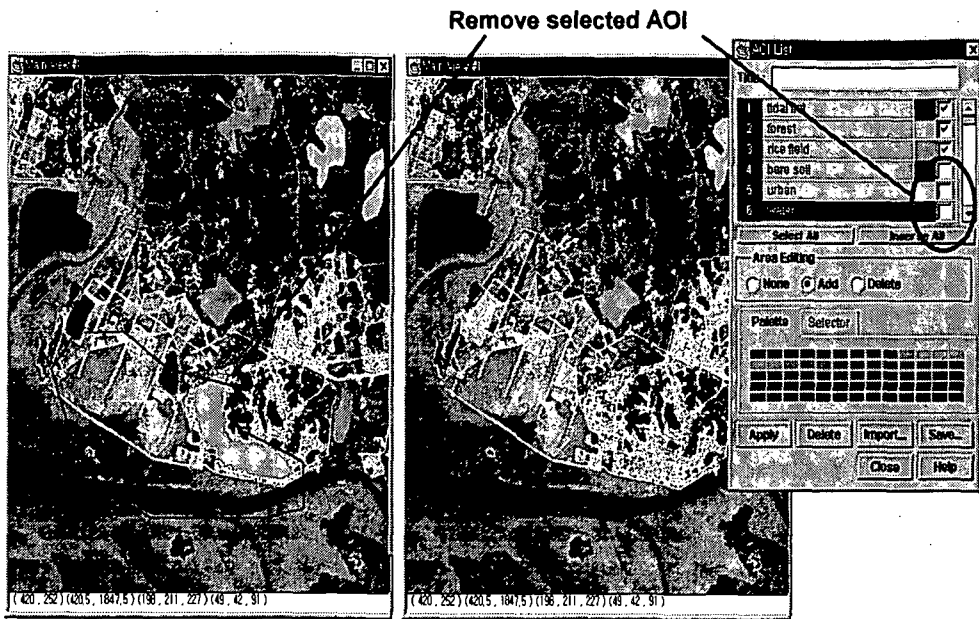 Remove selected AOI
AOI List
Title
1 tidal flat
2 forest
3 rice field
4 bare soil
5 urban
6 water
Select All
Area Editing
None Add Delete
Palette Selector
Apply Delete Import... Save...
Close Help
(420, 252)(420.5, 1847.5)(196, 211, 227)(49, 42, 91)
(420, 252)(420.5, 1847.5)(196, 211, 227)(49, 42, 91)